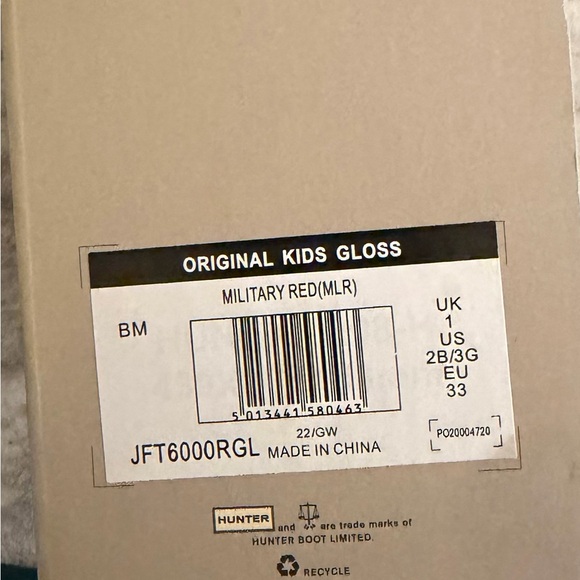 ORIGINAL KIDS GLOSS
MILITARY RED(MLR)
BM
UK
1
US
2B/3G
EU
33
5 013441 580463
22/GW
JFT6000RGL MADE IN CHINA
PO20004720
HUNTER and are trade marks of
HUNTER BOOT LIMITED.
RECYCLE